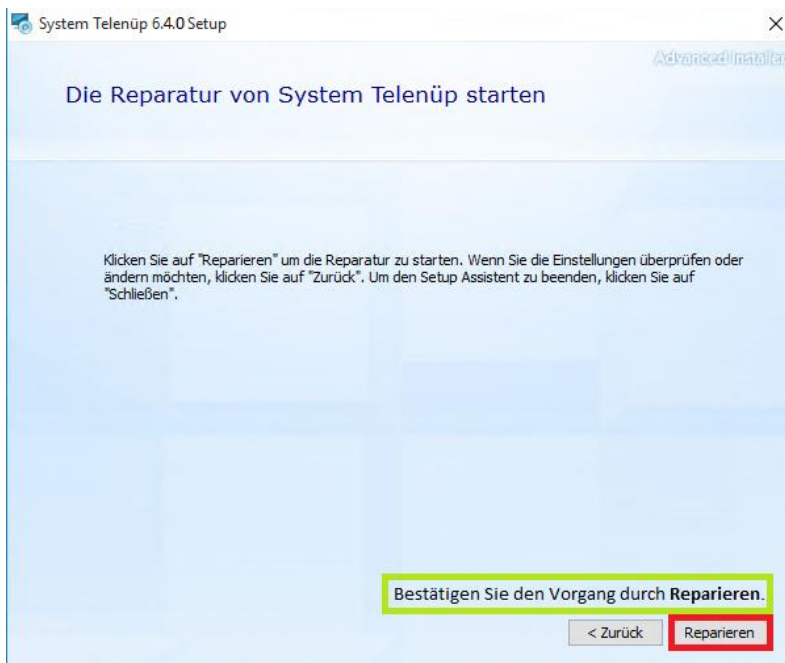 System Telenüp 6.4.0 Setup
Advanced Installer
Die Reparatur von System Telenüp starten
Klicken Sie auf "Reparieren" um die Reparatur zu starten. Wenn Sie die Einstellungen überprüfen oder
ändern möchten, klicken Sie auf "Zurück". Um den Setup Assistent zu beenden, klicken Sie auf
"Schließen".
Bestätigen Sie den Vorgang durch Reparieren.
< Zurück Reparieren